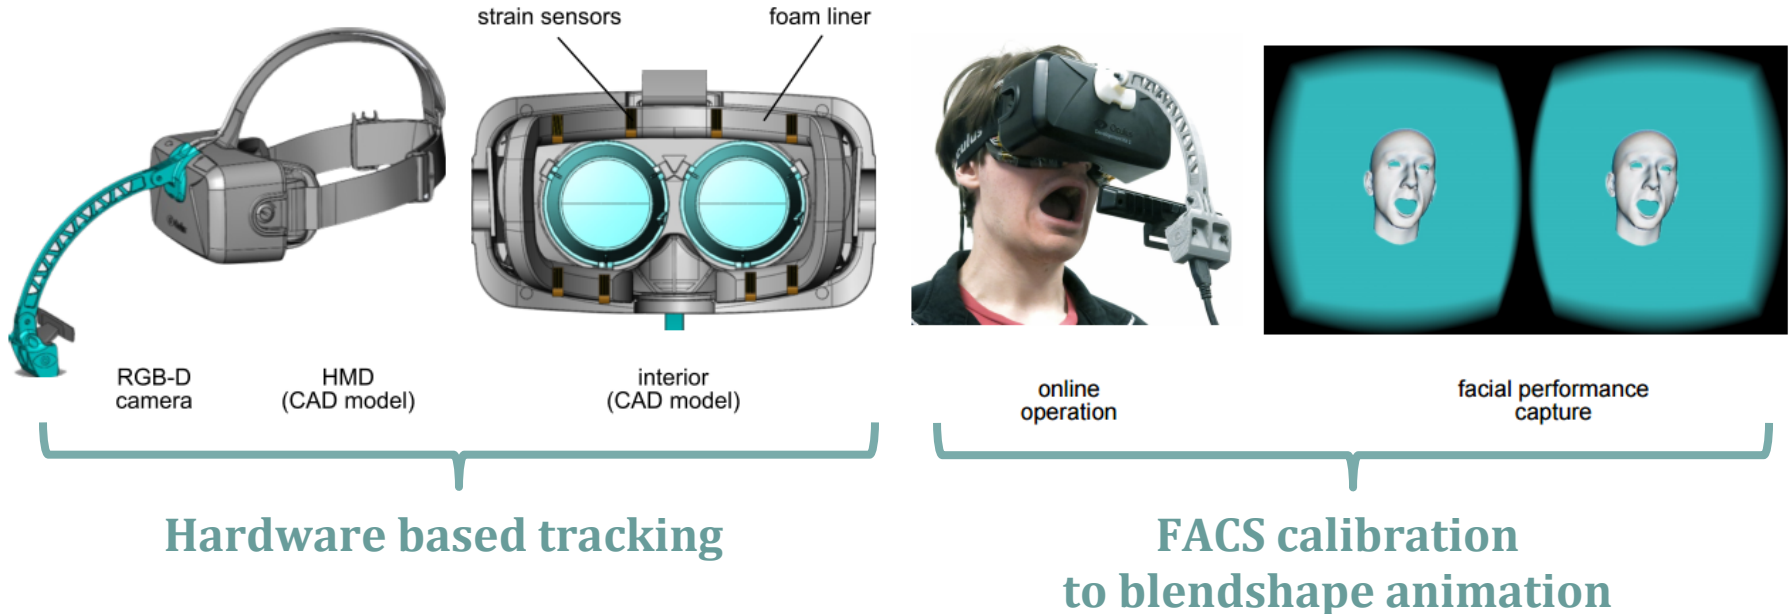 strain sensors
foam liner
RGB-D
camera
HMD
(CAD model)
interior
(CAD model)
culus
online
operation
facial performance
capture
Hardware based tracking
FACS calibration
to blendshape animation